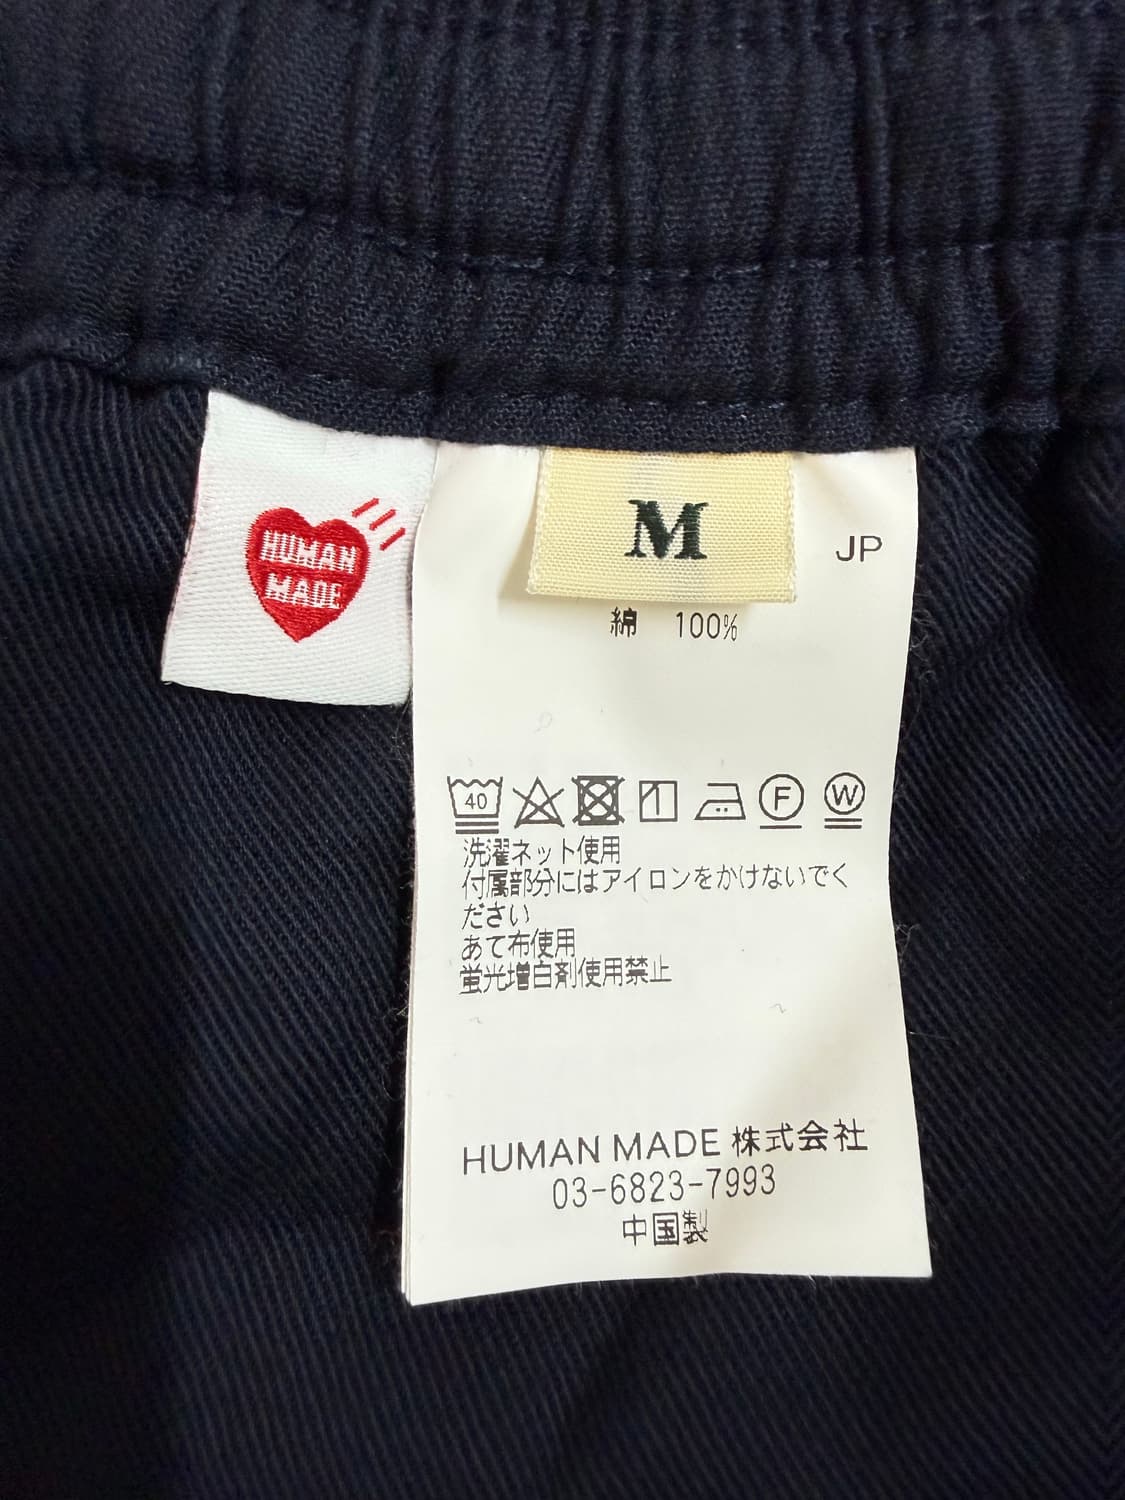 HUMAN
MADE
M
JP
綿 100%
40
F
W
洗濯ネット使用
付属部分にはアイロンをかけないでく
ださい
あて布使用
蛍光増白剤使用禁止
HUMAN MADE 株式会社
03-6823-7993
中国製